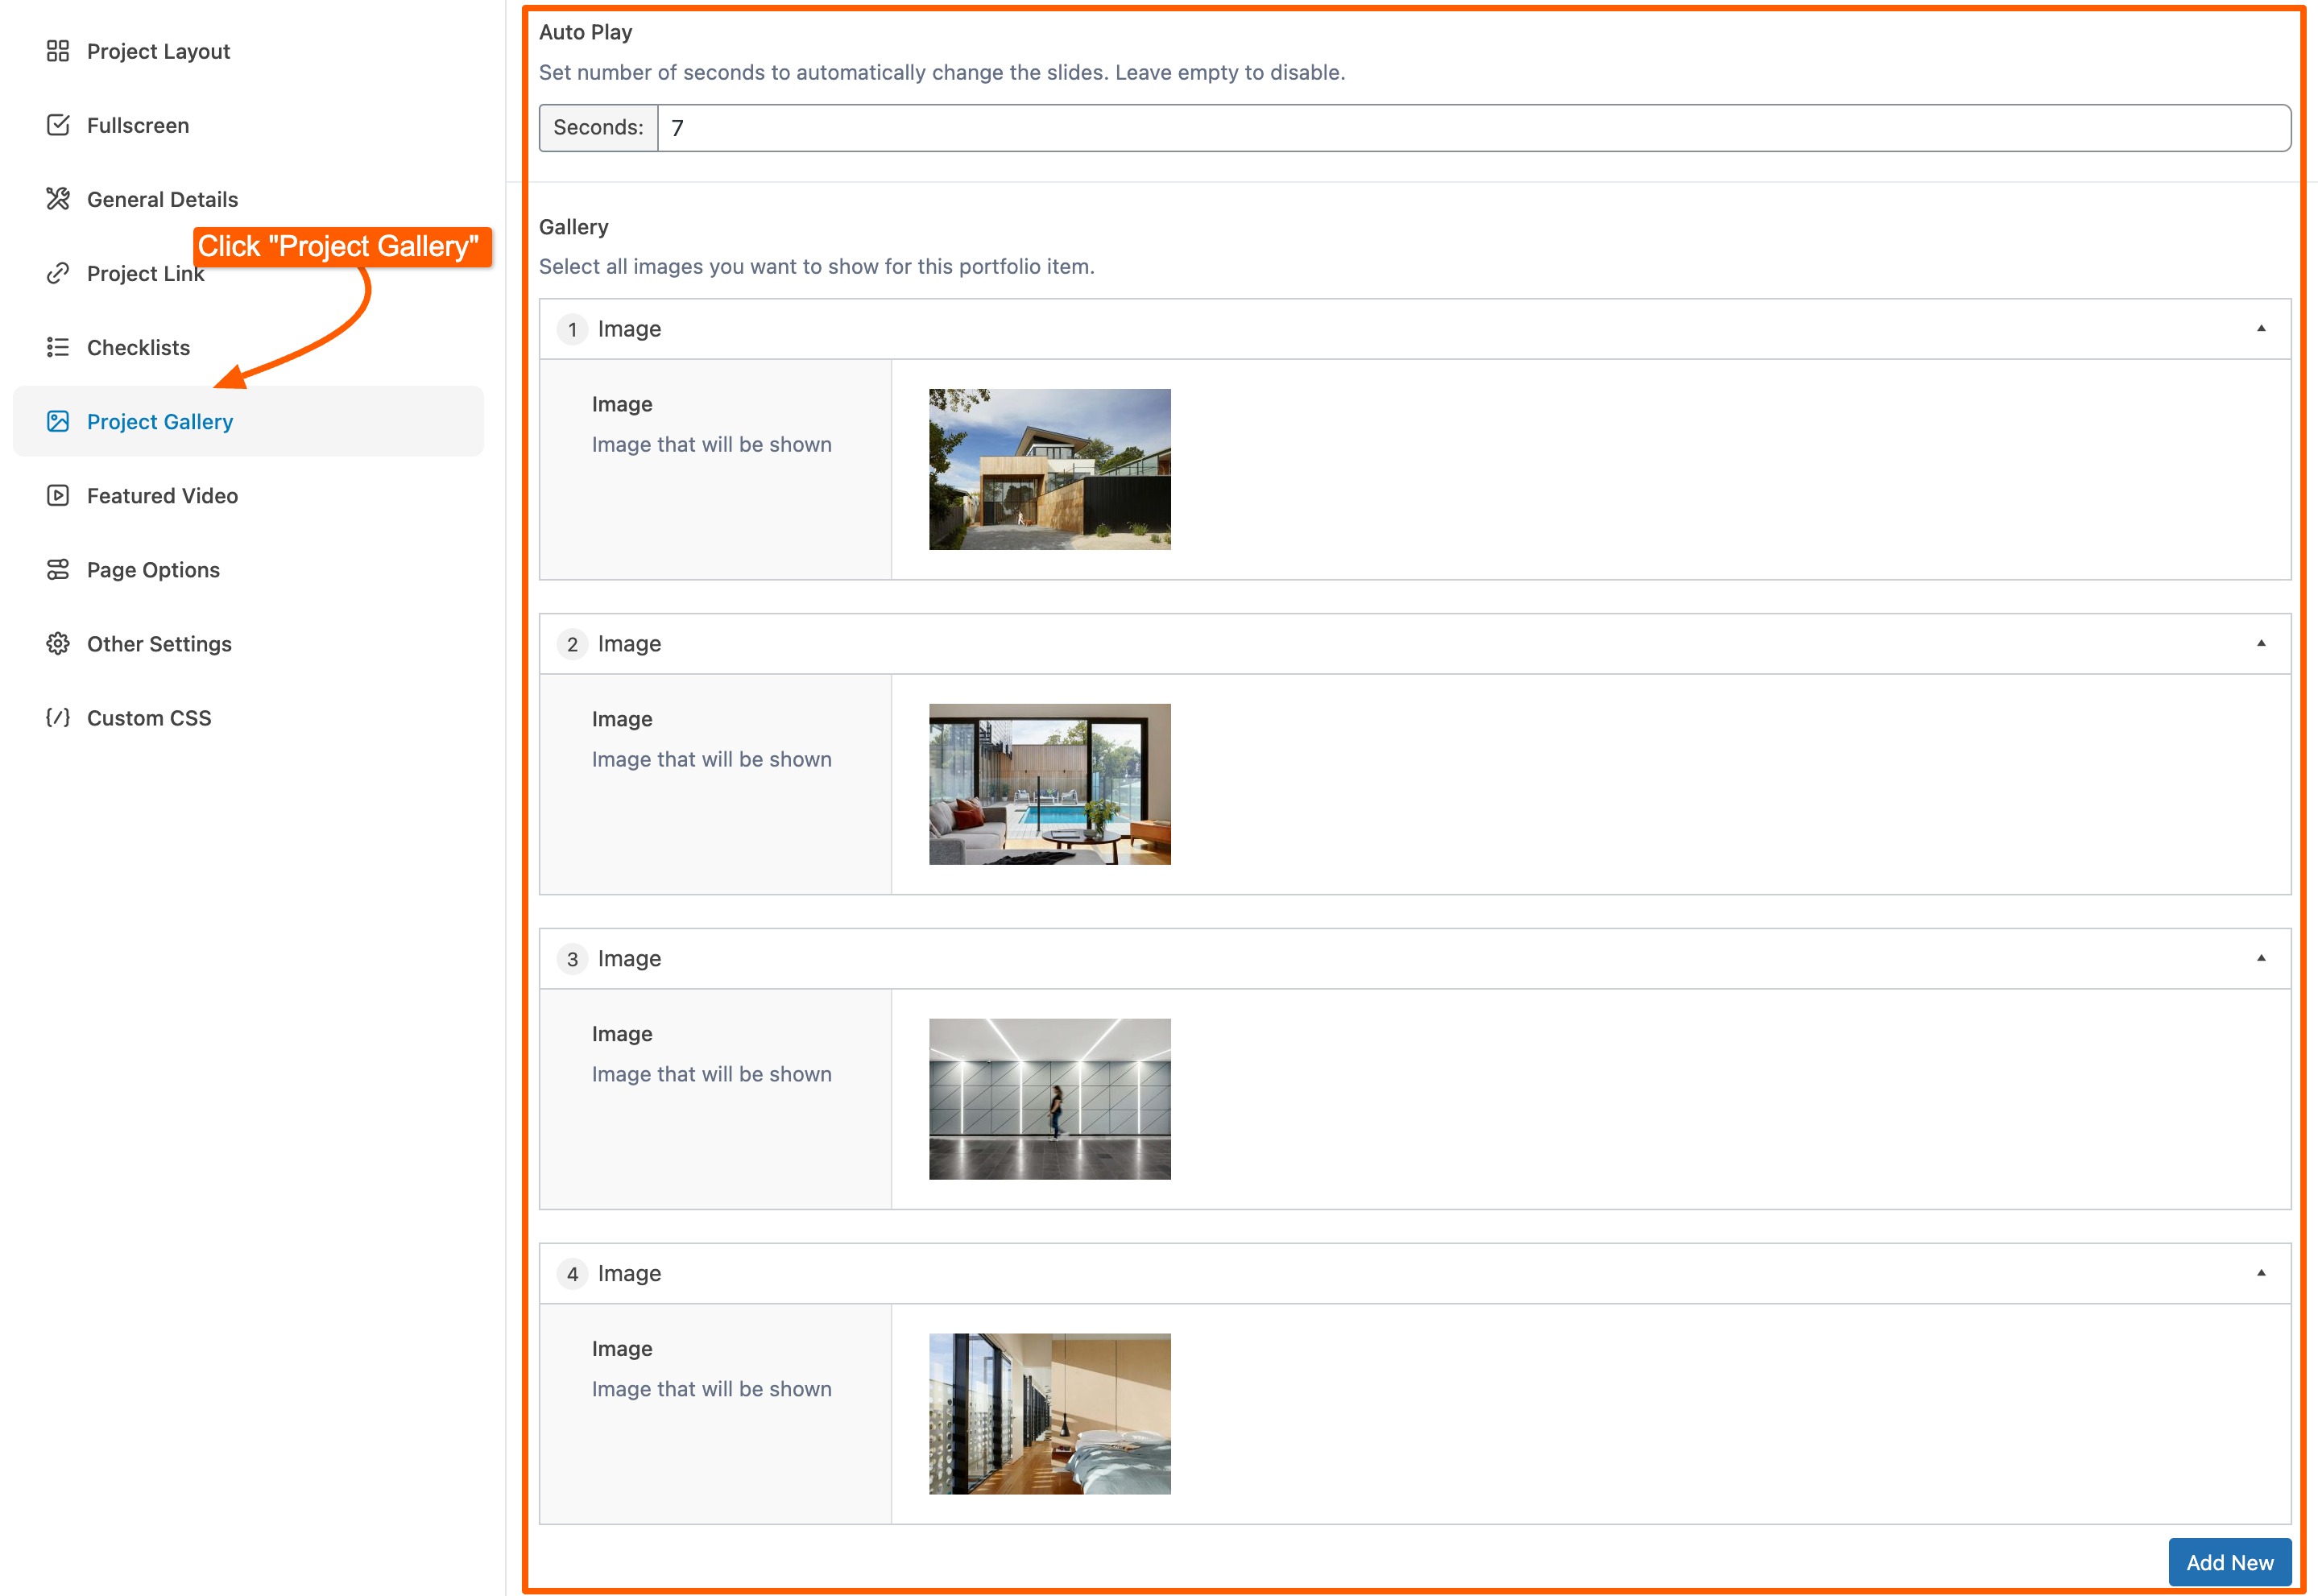 Project Layout
Fullscreen
General Details
Click "Project Gallery"
Project Link
Checklists
Project Gallery
Featured Video
Page Options
Other Settings
Custom CSS
Auto Play
Set number of seconds to automatically change the slides. Leave empty to disable.
Seconds: 7
Gallery
Select all images you want to show for this portfolio item.
1 Image
Image
Image that will be shown
2 Image
Image
Image that will be shown
3 Image
Image
Image that will be shown
4 Image
Image
Image that will be shown
Add New